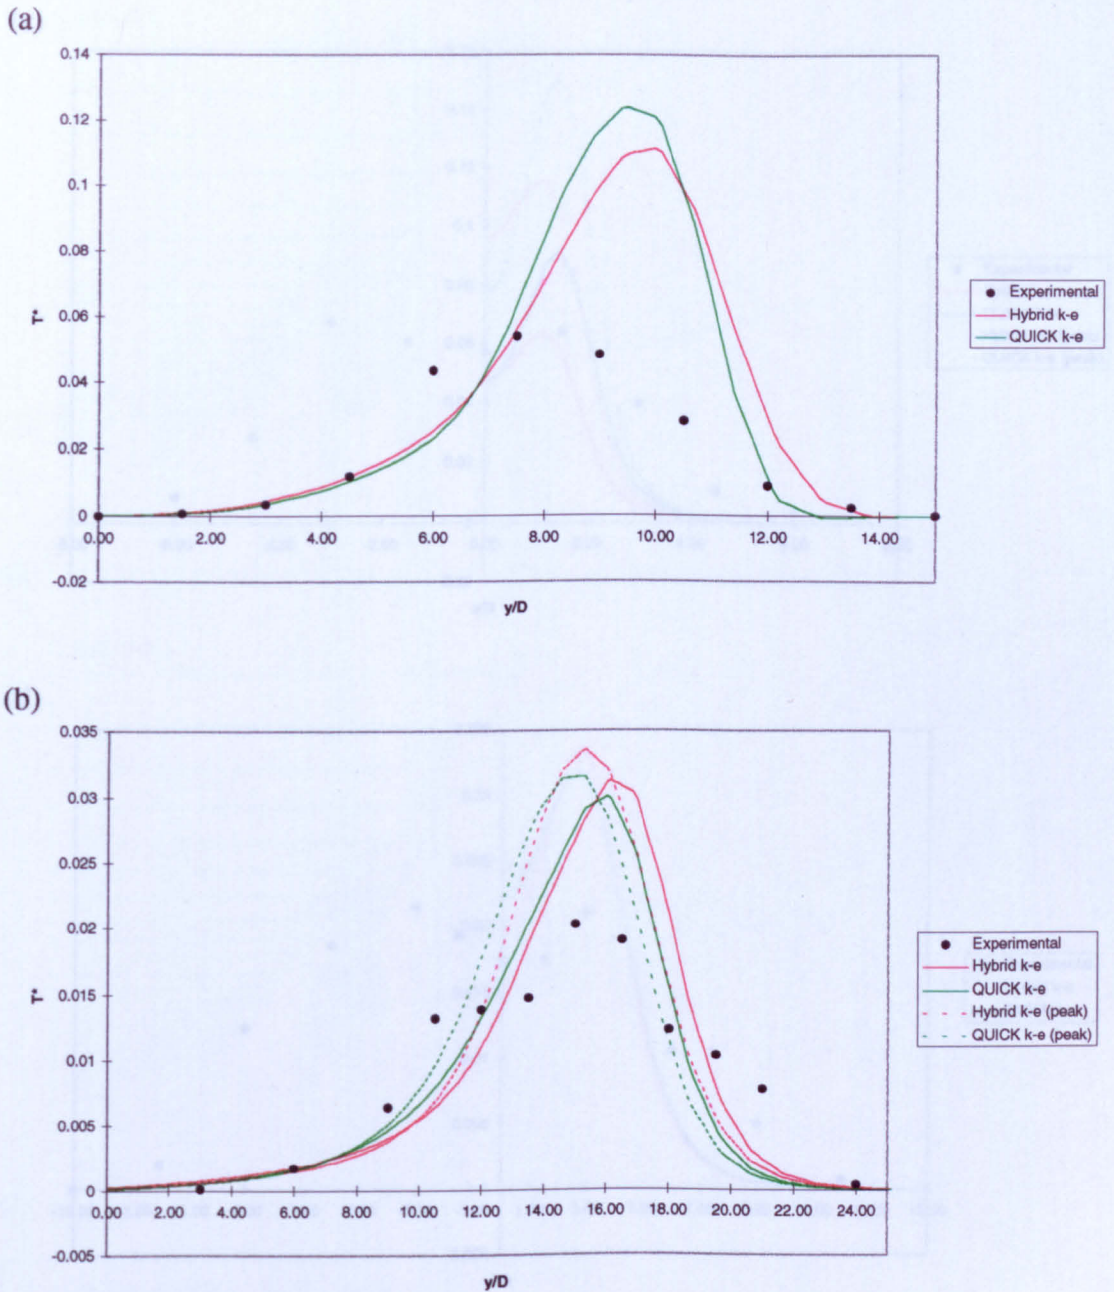 (a)
0.14
0.12
0.1
0.08
0.06
0.04
0.02
0
-0.02
T*
0.00 2.00 4.00 6.00 8.00 10.00 12.00 14.00
y/D
Experimental
Hybrid k-e
QUICK k-e
(b)
0.035
0.03
0.025
0.02
0.015
0.01
0.005
0
-0.005
T*
0.00 2.00 4.00 6.00 8.00 10.00 12.00 14.00 16.00 18.00 20.00 22.00 24.00
y/D
Experimental
Hybrid k-e
QUICK k-e
Hybrid k-e (peak)
QUICK k-e (peak)